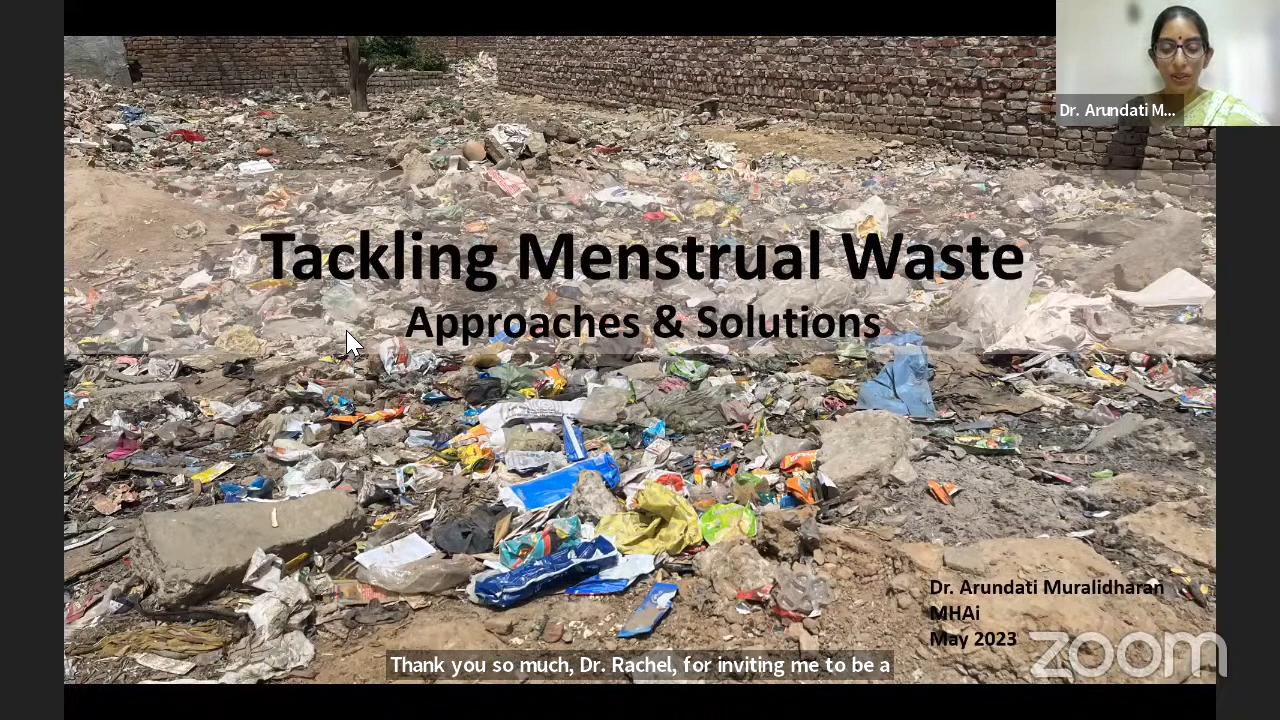 Dr. Arundati M...
Tackling Menstrual Waste
Approaches & Solutions
Dr. Arundati Muralidharan
MHAi
May 2023
zoom
Thank you so much, Dr. Rachel, for inviting me to be a